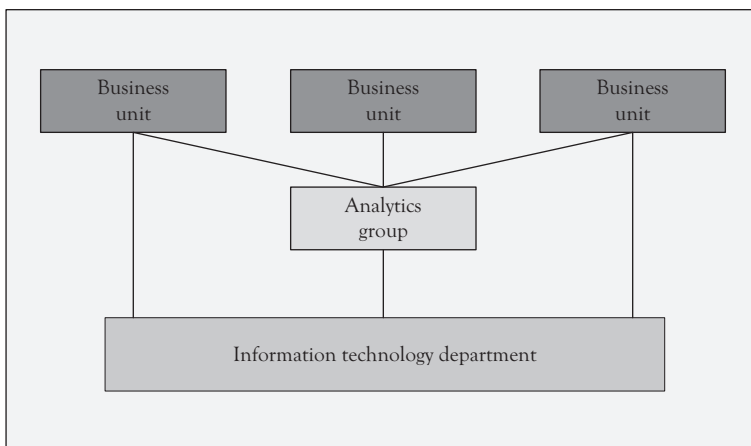 Business
unit
Business
unit
Business
unit
Analytics
group
Information technology department